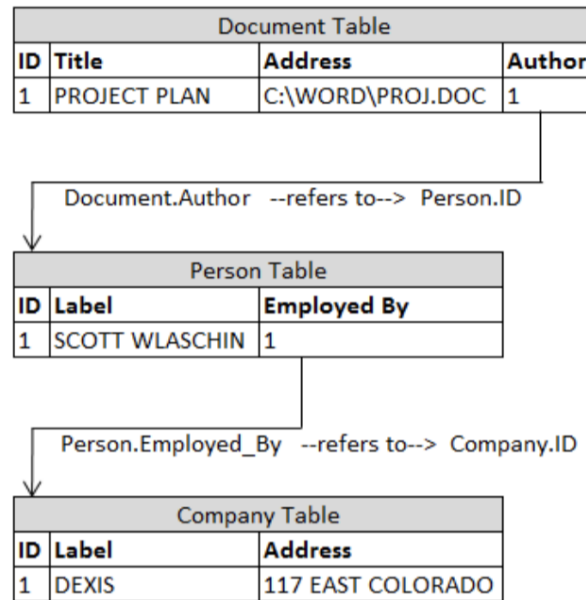 Document Table
ID Title Address Author
1 PROJECT PLAN C:\WORD\PROJ.DOC 1
Document.Author --refers to--> Person.ID
Person Table
ID Label Employed By
1 SCOTT WLASCHIN 1
Person.Employed_By --refers to--> Company.ID
Company Table
ID Label Address
1 DEXIS 117 EAST COLORADO